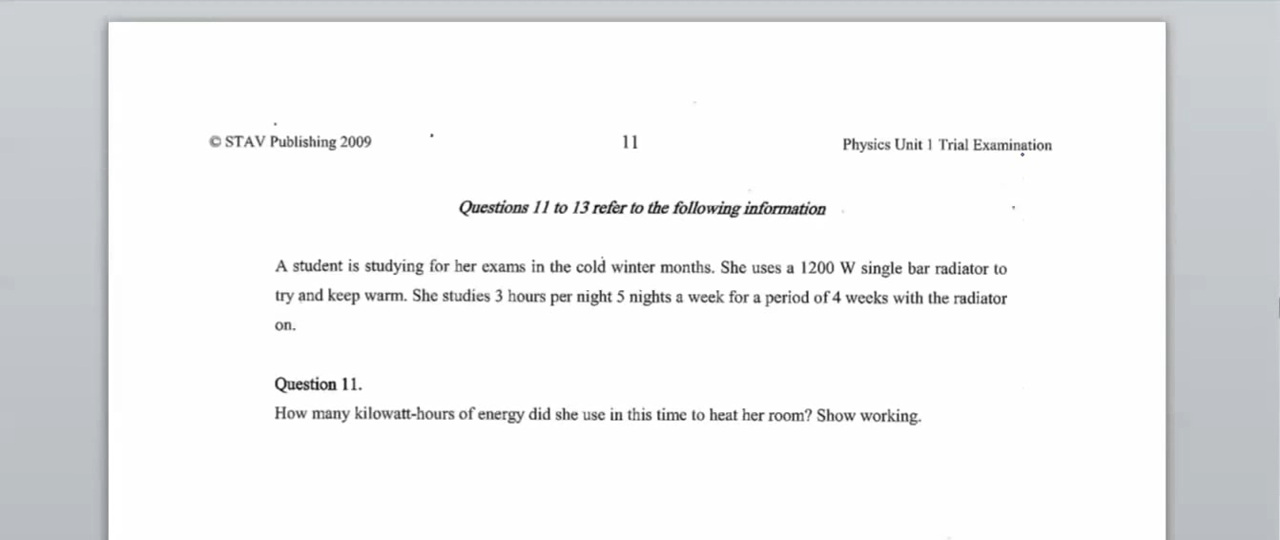 © STAV Publishing 2009
11
Physics Unit 1 Trial Examination
Questions 11 to 13 refer to the following information
A student is studying for her exams in the cold winter months. She uses a 1200 W single bar radiator to
try and keep warm. She studies 3 hours per night 5 nights a week for a period of 4 weeks with the radiator
on.
Question 11.
How many kilowatt-hours of energy did she use in this time to heat her room? Show working.